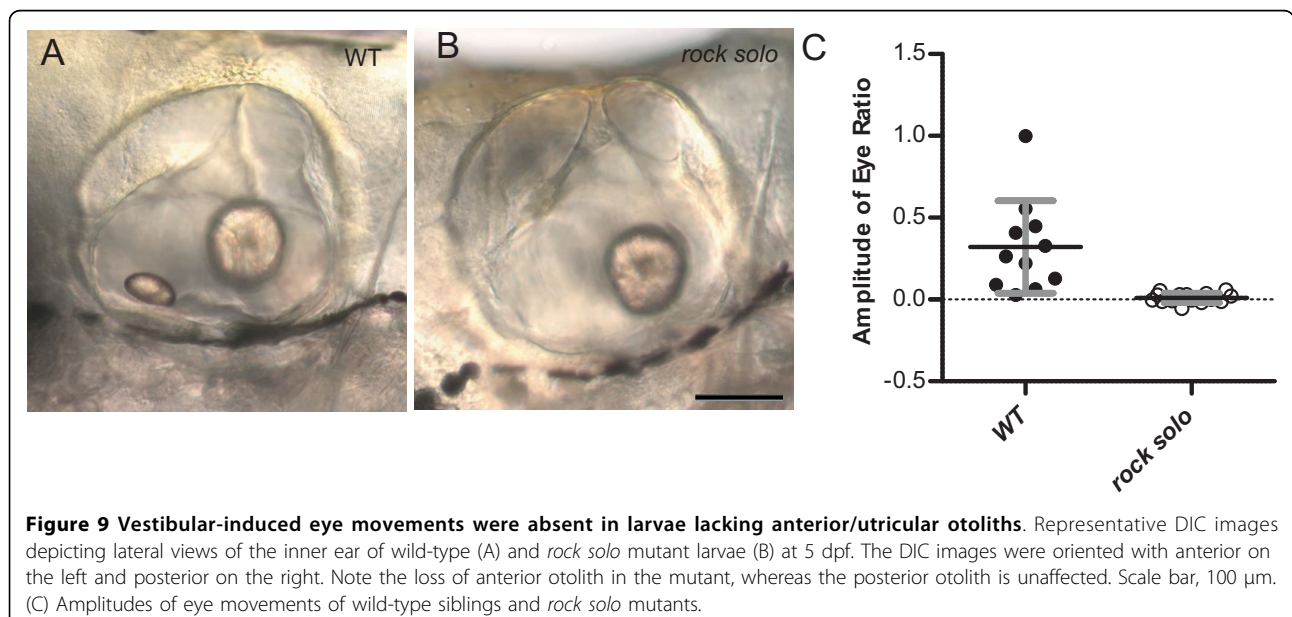 A
WT
B
rock solo
C
1.5
1.0
0.5
0.0
-0.5
Amplitude of Eye Ratio
WT
rock solo
Figure 9 Vestibular-induced eye movements were absent in larvae lacking anterior/utricular otoliths. Representative DIC images
depicting lateral views of the inner ear of wild-type (A) and rock solo mutant larvae (B) at 5 dpf. The DIC images were oriented with anterior on
the left and posterior on the right. Note the loss of anterior otolith in the mutant, whereas the posterior otolith is unaffected. Scale bar, 100 μm.
(C) Amplitudes of eye movements of wild-type siblings and rock solo mutants.